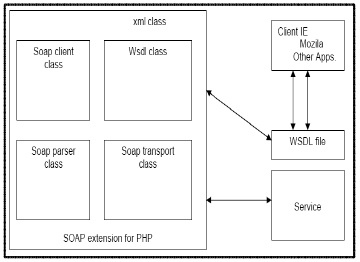 xml class
Soap client
class
Wsdl class
Soap parser
class
Soap transport
class
SOAP extension for PHP
Client IE
Mozila
Other Apps.
WSDL file
Service